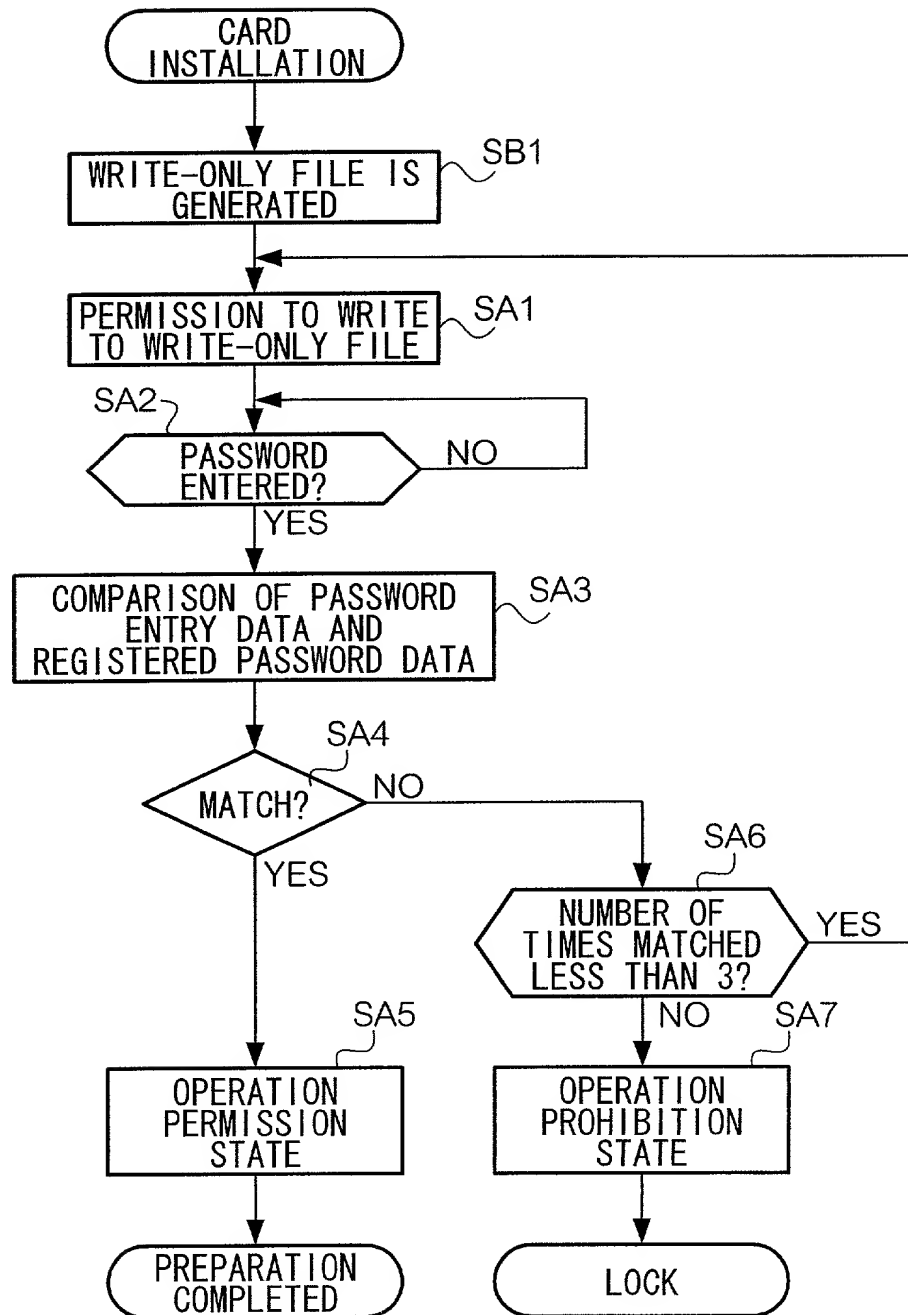 CARD
INSTALLATION
WRITE-ONLY FILE IS
GENERATED
SB1
PERMISSION TO WRITE
TO WRITE-ONLY FILE
SA1
SA2
PASSWORD
ENTERED?
NO
YES
COMPARISON OF PASSWORD
ENTRY DATA AND
REGISTERED PASSWORD DATA
SA3
SA4
MATCH?
NO
YES
SA6
NUMBER OF
TIMES MATCHED
LESS THAN 3?
YES
NO
SA5
OPERATION
PERMISSION
STATE
SA7
OPERATION
PROHIBITION
STATE
PREPARATION
COMPLETED
LOCK